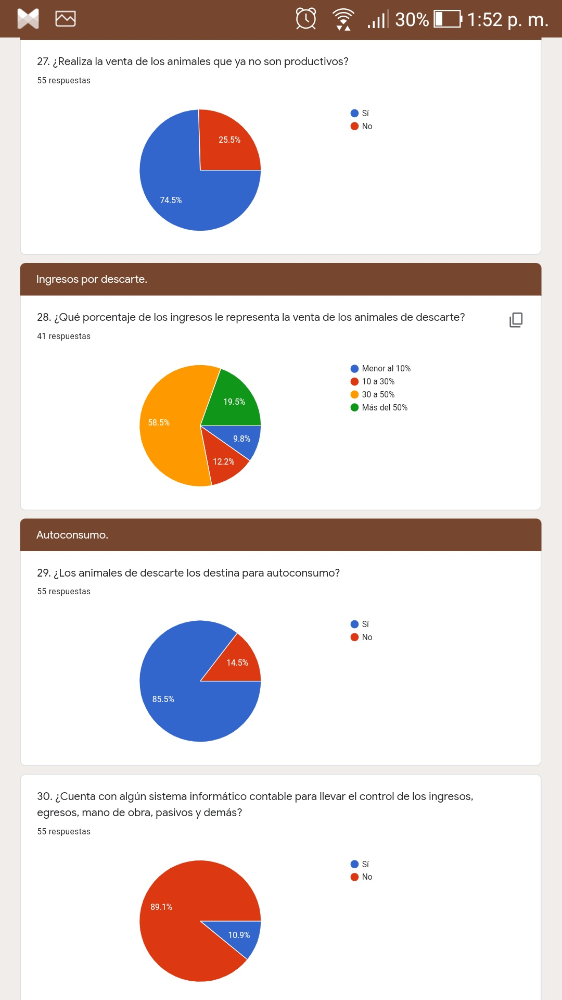 30% 1:52 p. m.
27. ¿Realiza la venta de los animales que ya no son productivos?
55 respuestas
Sí
No
25.5%
74.5%
Ingresos por descarte.
28. ¿Qué porcentaje de los ingresos le representa la venta de los animales de descarte?
41 respuestas
Menor al 10%
10 a 30%
30 a 50%
Más del 50%
19.5%
58.5%
9.8%
12.2%
Autoconsumo.
29. ¿Los animales de descarte los destina para autoconsumo?
55 respuestas
Sí
No
14.5%
85.5%
30. ¿Cuenta con algún sistema informático contable para llevar el control de los ingresos,
egresos, mano de obra, pasivos y demás?
55 respuestas
Sí
No
89.1%
10.9%